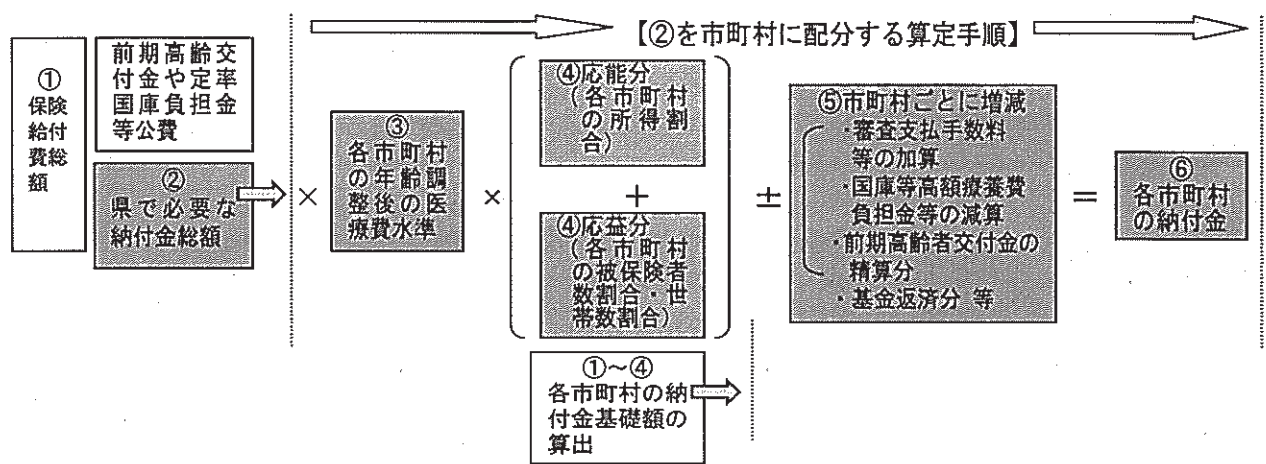 【②を市町村に配分する算定手順】
①
保険
給付
費総
額
前期高齢交
付金や定率
国庫負担金
等公費
②
県で必要な
納付金総額
×
③
各市町村
の年齢調
整後の医
療費水準
×
④応能分
(各市町村
の所得割
合)
+
④応益分
(各市町村
の被保険者
数割合・世
帯数割合)
±
⑤市町村ごとに増減
・審査支払手数料
等の加算
・国庫等高額療養費
負担金等の減算
・前期高齢者交付金の
精算分
・基金返済分 等
=
⑥
各市町村
の納付金
①～④
各市町村の納
付金基礎額の
算出